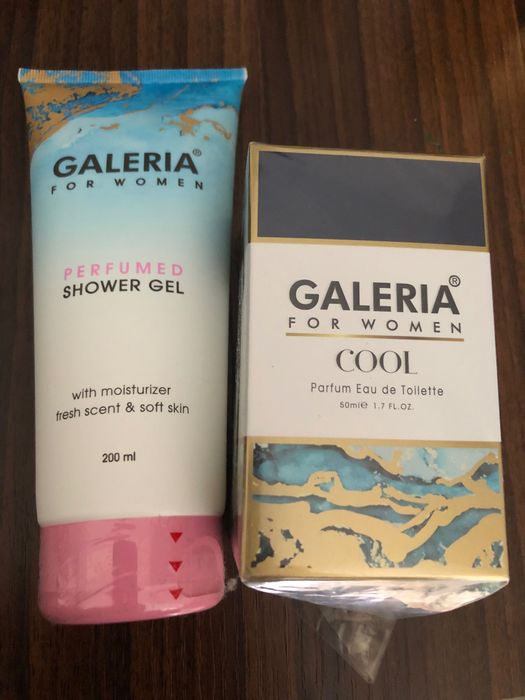 GALERIA®
FOR WOMEN
PERFUMED
SHOWER GEL
with moisturizer
fresh scent & soft skin
200 ml
GALERIA®
FOR WOMEN
COOL
Parfum Eau de Toilette
50ml℮ 1.7 FL.OZ.